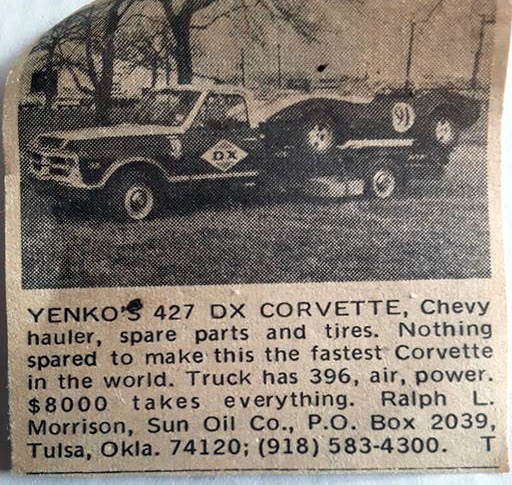 DX
91
YENKO'S 427 DX CORVETTE, Chevy
hauler, spare parts and tires. Nothing
spared to make this the fastest Corvette
in the world. Truck has 396, air, power.
$8000 takes everything. Ralph L.
Morrison, Sun Oil Co., P.O. Box 2039,
Tulsa, Okla. 74120; (918) 583-4300. T